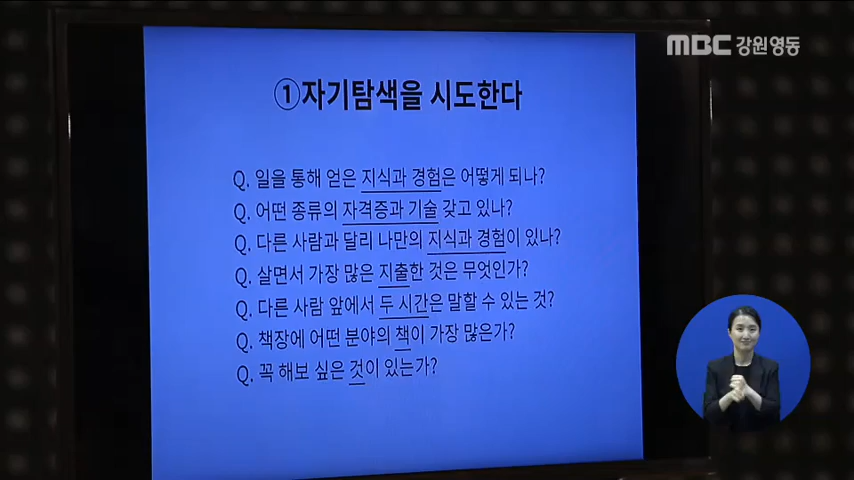 MBC 강원영동
①자기탐색을 시도한다
Q. 일을 통해 얻은 지식과 경험은 어떻게 되나?
Q. 어떤 종류의 자격증과 기술 갖고 있나?
Q. 다른 사람과 달리 나만의 지식과 경험이 있나?
Q. 살면서 가장 많은 지출한 것은 무엇인가?
Q. 다른 사람 앞에서 두 시간은 말할 수 있는 것?
Q. 책장에 어떤 분야의 책이 가장 많은가?
Q. 꼭 해보 싶은 것이 있는가?